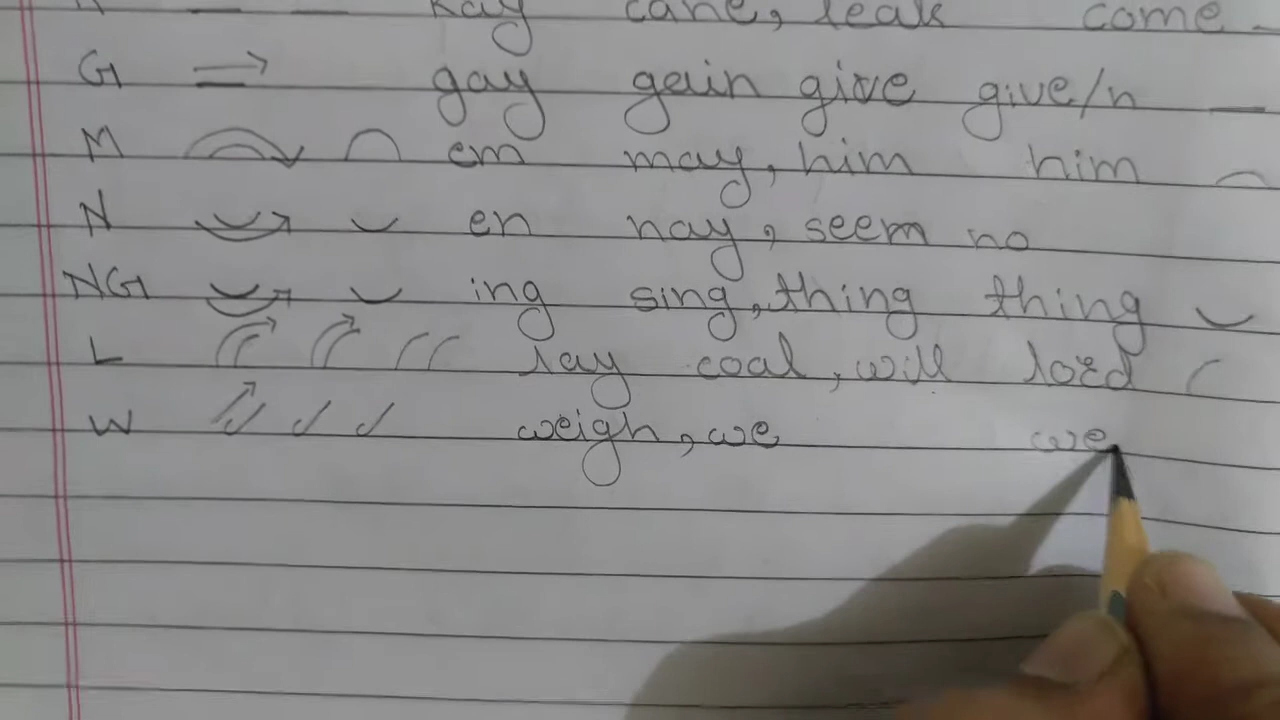 K kay cane, leak come
G gay gain give give/n
M em may, him him
N en nay, seem no
NG ing sing, thing thing
L lay coal, will lord
W weigh, we we